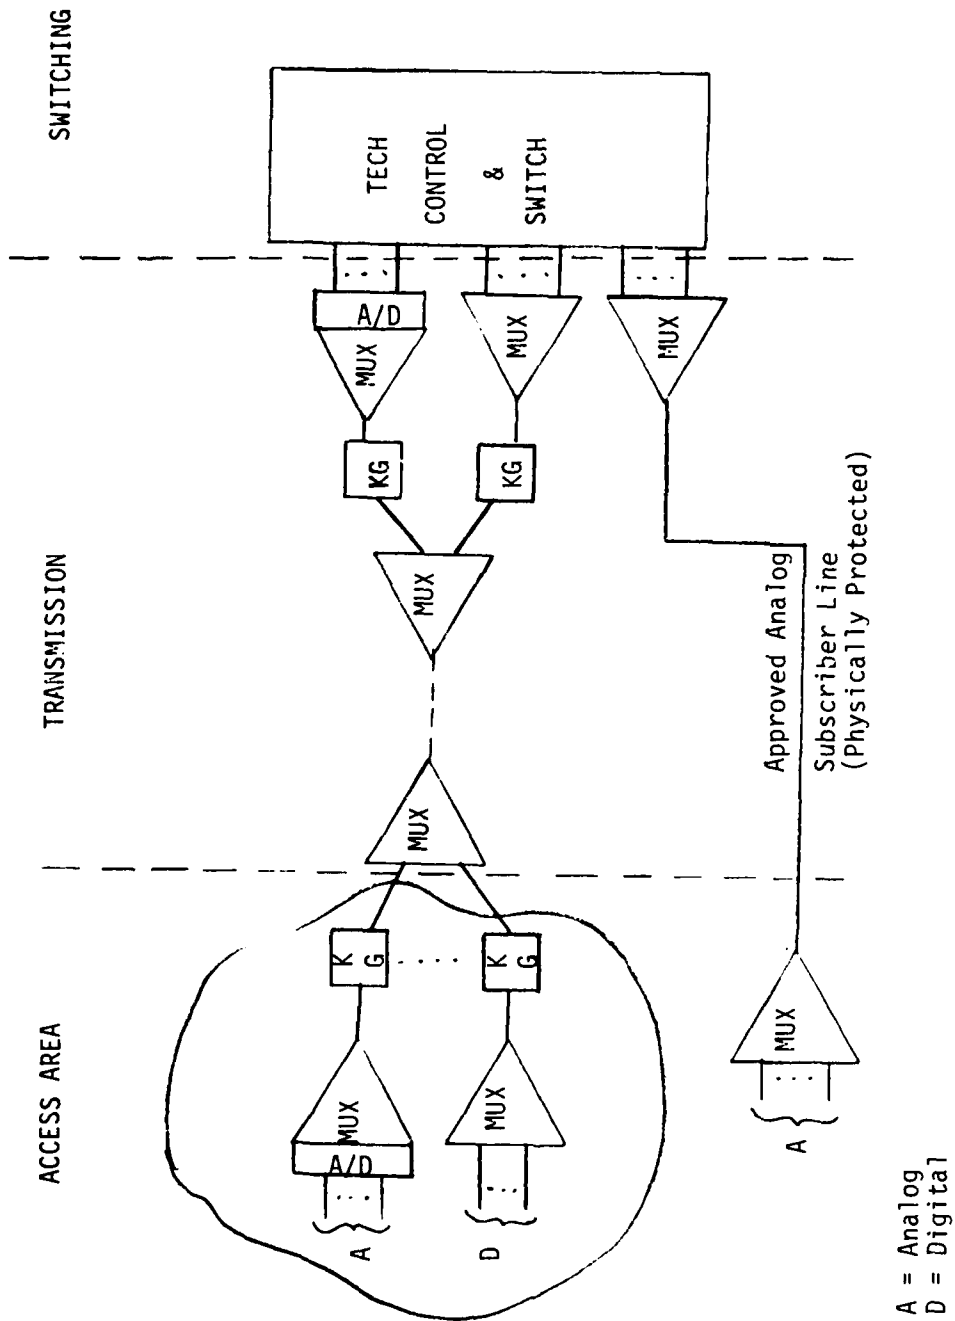 ACCESS AREA
TRANSMISSION
SWITCHING
A
A/D
MUX
K
G
MUX
MUX
KG
MUX
A/D
TECH
CONTROL
&
SWITCH
D
MUX
K
G
KG
MUX
A
MUX
Approved Analog
Subscriber Line
(Physically Protected)
MUX
A = Analog
D = Digital